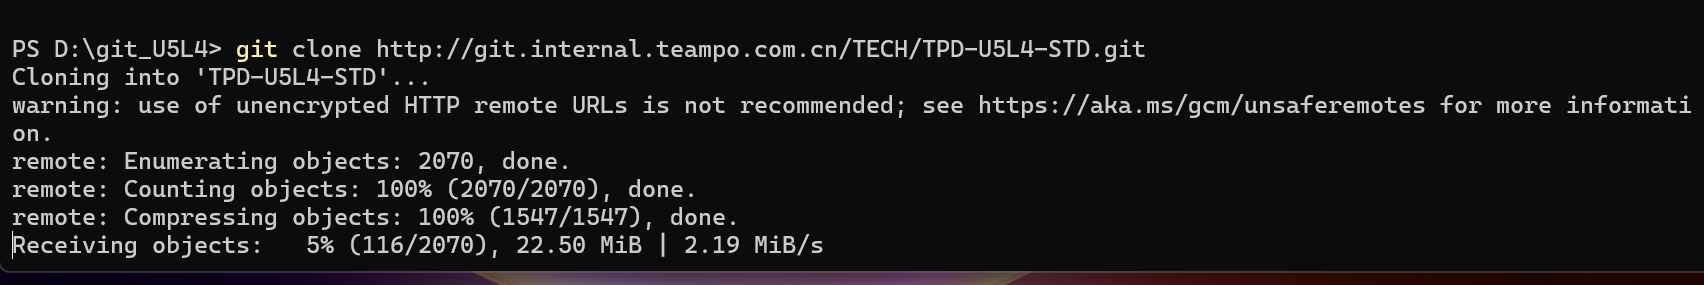 PS D:\git_U5L4> git clone http://git.internal.teampo.com.cn/TECH/TPD-U5L4-STD.git
Cloning into 'TPD-U5L4-STD'...
warning: use of unencrypted HTTP remote URLs is not recommended; see https://aka.ms/gcm/unsaferemotes for more informati
on.
remote: Enumerating objects: 2070, done.
remote: Counting objects: 100% (2070/2070), done.
remote: Compressing objects: 100% (1547/1547), done.
Receiving objects:   5% (116/2070), 22.50 MiB | 2.19 MiB/s